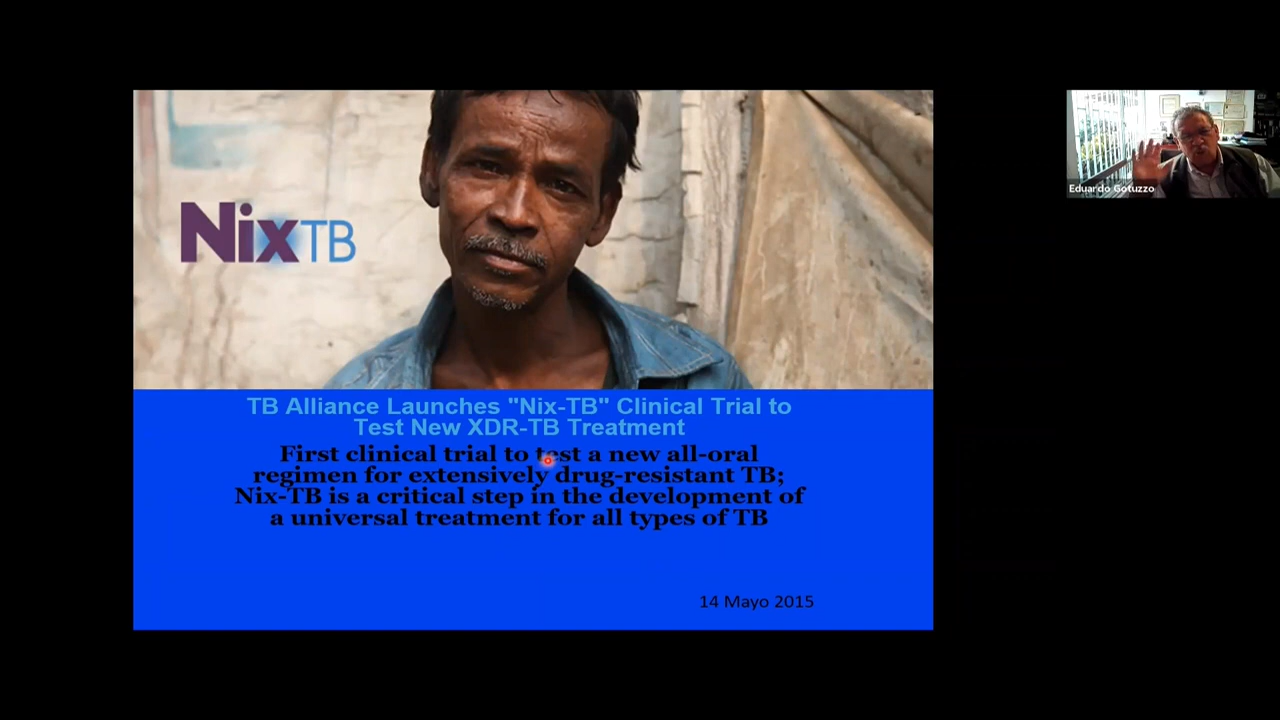 NixTB
TB Alliance Launches "Nix-TB" Clinical Trial to
Test New XDR-TB Treatment
First clinical trial to test a new all-oral
regimen for extensively drug-resistant TB;
Nix-TB is a critical step in the development of
a universal treatment for all types of TB
14 Mayo 2015
Eduardo Gotuzzo